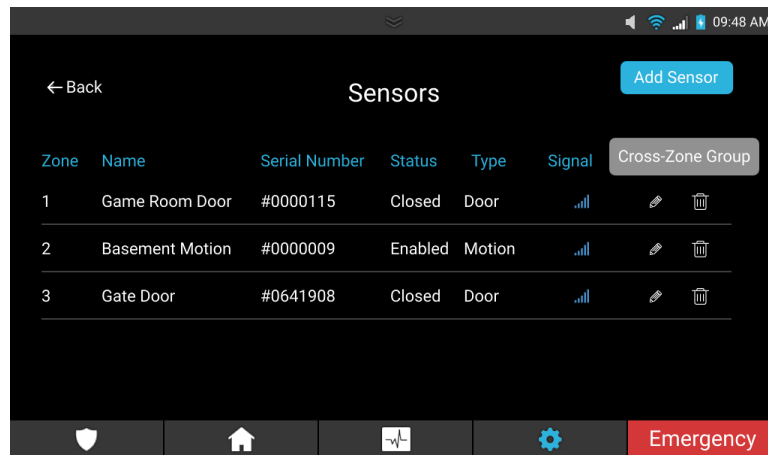 09:48 AM
Back
Sensors
Add Sensor
Zone Name Serial Number Status Type Signal Cross-Zone Group
1 Game Room Door #0000115 Closed Door
2 Basement Motion #0000009 Enabled Motion
3 Gate Door #0641908 Closed Door
Emergency